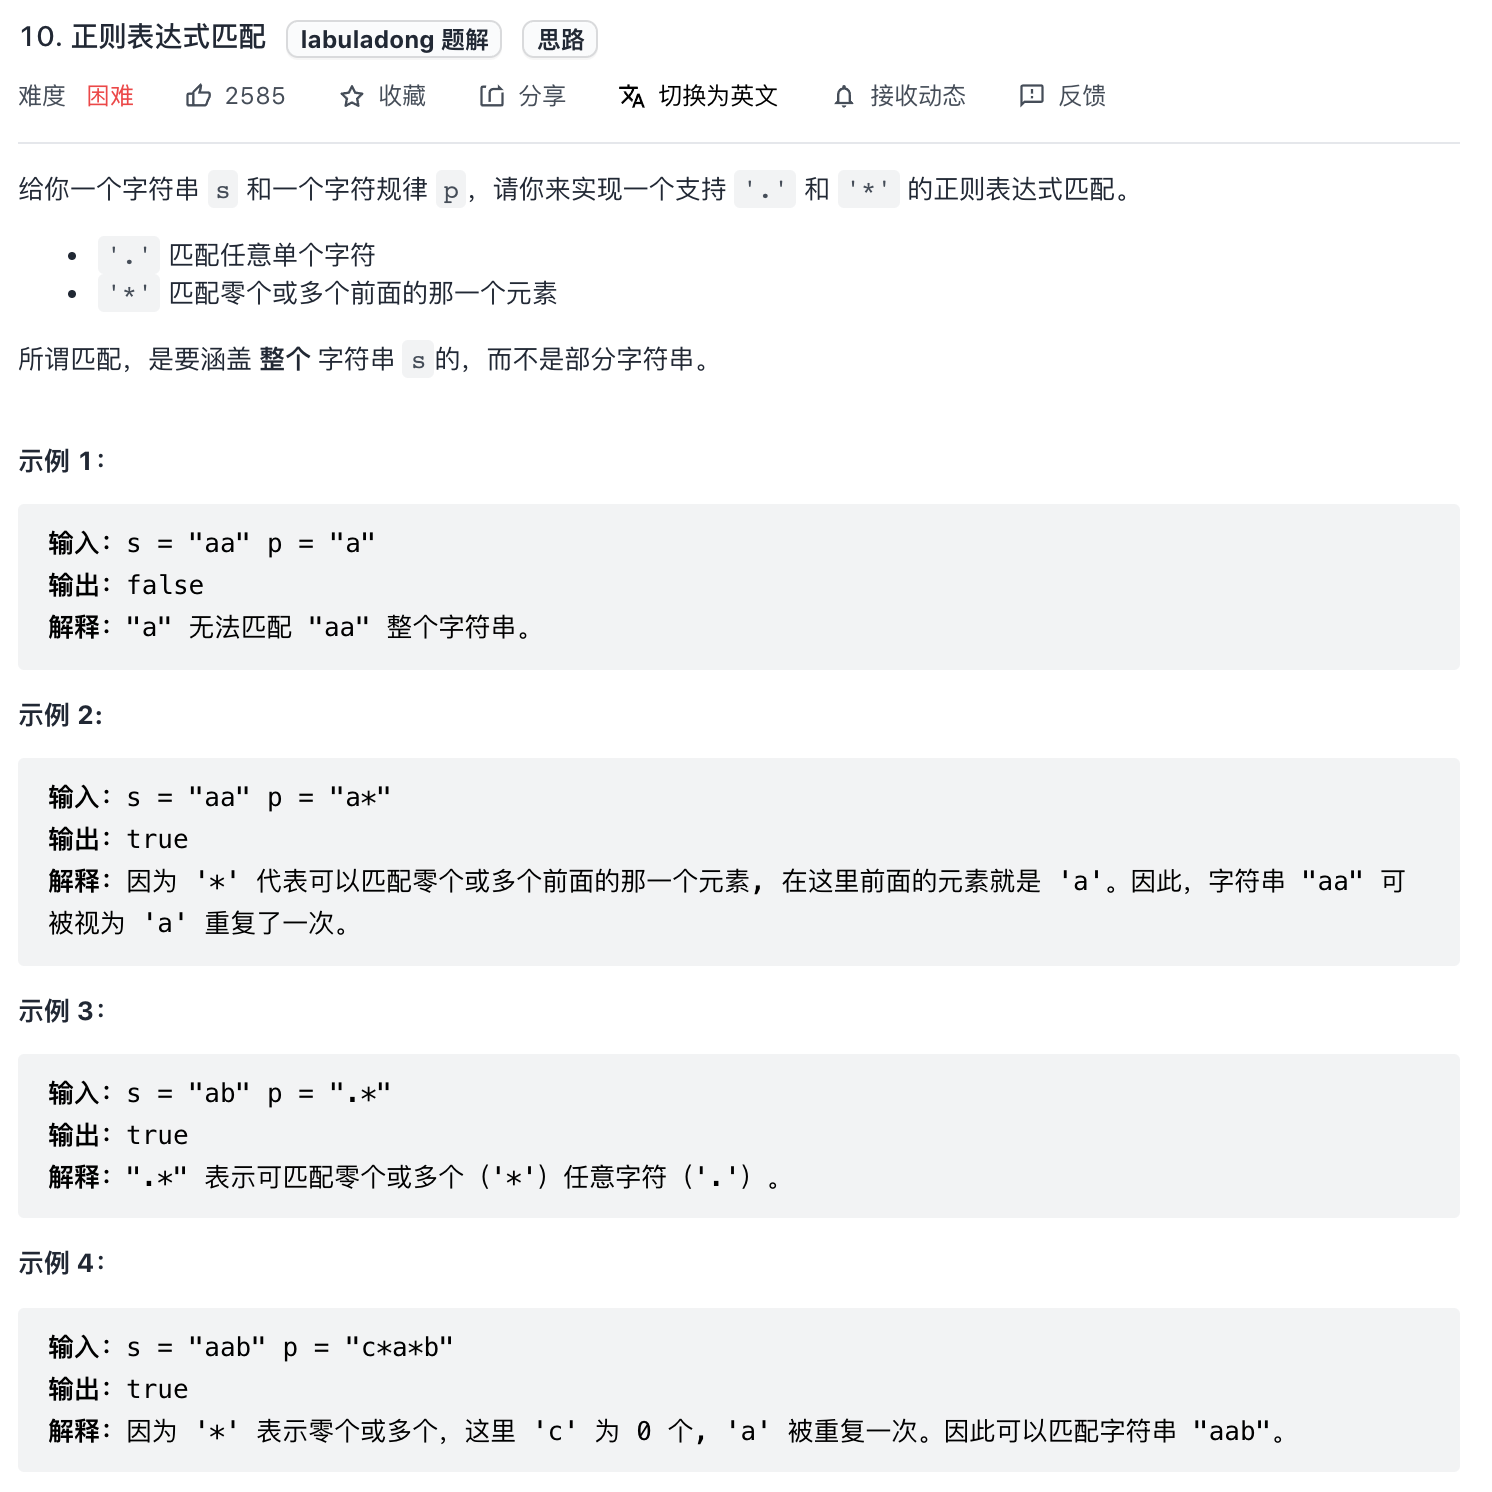 10. 正则表达式匹配 labuladong 题解 思路
难度 困难 2585 收藏 分享 切换为英文 接收动态 反馈
给你一个字符串 s 和一个字符规律 p，请你来实现一个支持 '.' 和 '*' 的正则表达式匹配。
'.' 匹配任意单个字符
'*' 匹配零个或多个前面的那一个元素
所谓匹配，是要涵盖 整个 字符串 s的，而不是部分字符串。
示例 1：
输入：s = "aa" p = "a"
输出：false
解释："a" 无法匹配 "aa" 整个字符串。
示例 2:
输入：s = "aa" p = "a*"
输出：true
解释：因为 '*' 代表可以匹配零个或多个前面的那一个元素, 在这里前面的元素就是 'a'。因此，字符串 "aa" 可
被视为 'a' 重复了一次。
示例 3：
输入：s = "ab" p = ".*"
输出：true
解释：".*" 表示可匹配零个或多个（'*'）任意字符（'.'）。
示例 4：
输入：s = "aab" p = "c*a*b"
输出：true
解释：因为 '*' 表示零个或多个，这里 'c' 为 0 个, 'a' 被重复一次。因此可以匹配字符串 "aab"。